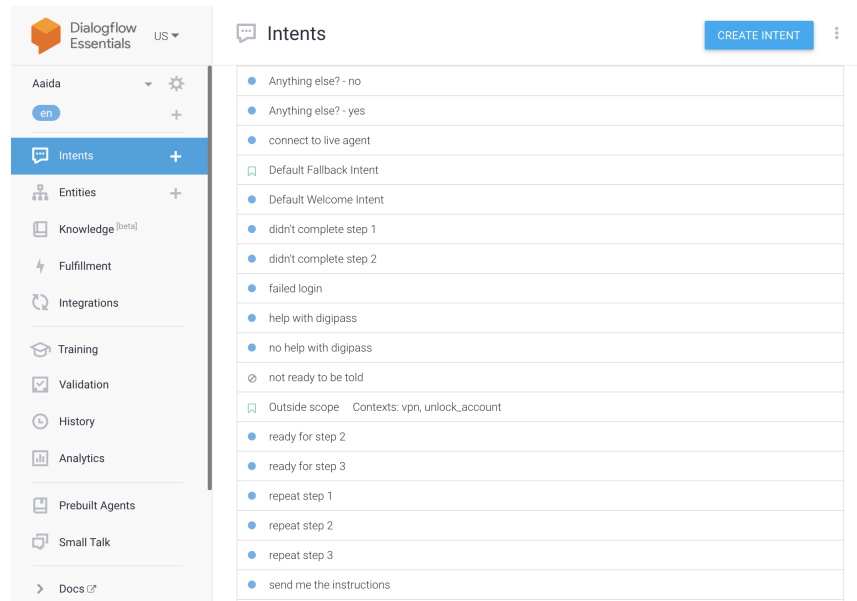 Dialogflow
Essentials
US
Intents
CREATE INTENT
Aaida
en
Intents
Entities
Knowledge [beta]
Fulfillment
Integrations
Training
Validation
History
Analytics
Prebuilt Agents
Small Talk
Docs
Anything else? - no
Anything else? - yes
connect to live agent
Default Fallback Intent
Default Welcome Intent
didn't complete step 1
didn't complete step 2
failed login
help with digipass
no help with digipass
not ready to be told
Outside scope Contexts: vpn, unlock_account
ready for step 2
ready for step 3
repeat step 1
repeat step 2
repeat step 3
send me the instructions